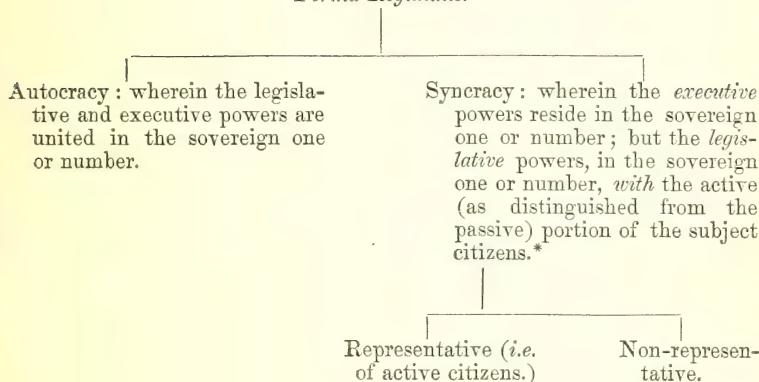 Autocracy : wherein the legisla-
tive and executive powers are
united in the sovereign one
or number.
Syncracy : wherein the executive
powers reside in the sovereign
one or number ; but the legis-
lative powers, in the sovereign
one or number, with the active
(as distinguished from the
passive) portion of the subject
citizens.*
Representative (i.e.
of active citizens.)
Non-represen-
tative.